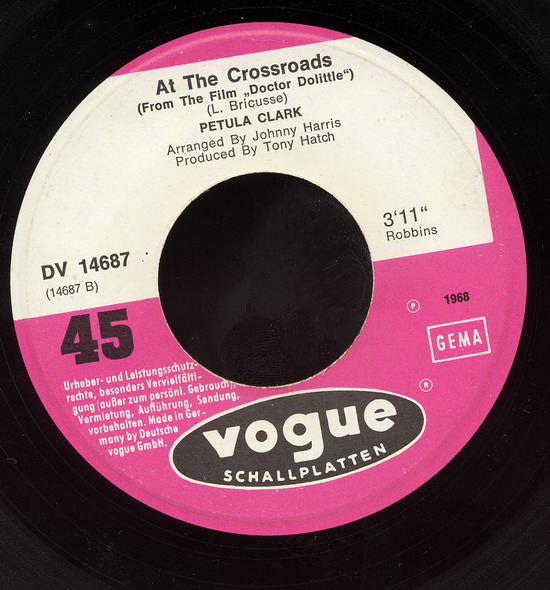 At The Crossroads
(From The Film „Doctor Dolittle“)
(L. Bricusse)
PETULA CLARK
Arranged By Johnny Harris
Produced By Tony Hatch
3'11“
Robbins
DV 14687
(14687 B)
45
℗ 1968
GEMA
Urheber- und Leistungsschutz-
rechte, besonders Vervielfälti-
gung (außer zum persönl. Gebrauch),
Vermietung, Aufführung, Sendung,
vorbehalten. Made in Ger-
many by Deutsche
vogue GmbH.
®
vogue
SCHALLPLATTEN